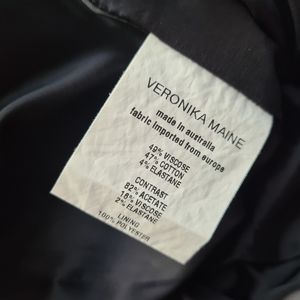 VERONIKA MAINE
made in australia
fabric imported from europe
49% VISCOSE
47% COTTON
4% ELASTANE
CONTRAST
82% ACETATE
16% VISCOSE
2% ELASTANE
LINING
100% POLYESTER